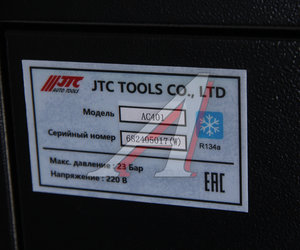 JTC AUTO TOOLS
JTC TOOLS CO., LTD
Модель AC401
Серийный номер 652405017(W)
R134a
Макс. давление : 23 Бар
Напряжение : 220 В
EAC